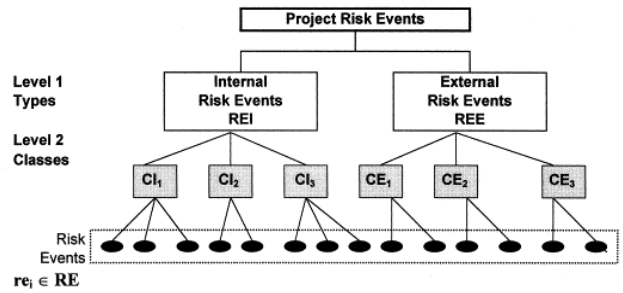 Project Risk Events
Level 1
Types
Internal
Risk Events
REI
External
Risk Events
REE
Level 2
Classes
CI₁
CI₂
CI₃
CE₁
CE₂
CE₃
Risk
Events
reᵢ ∈ RE